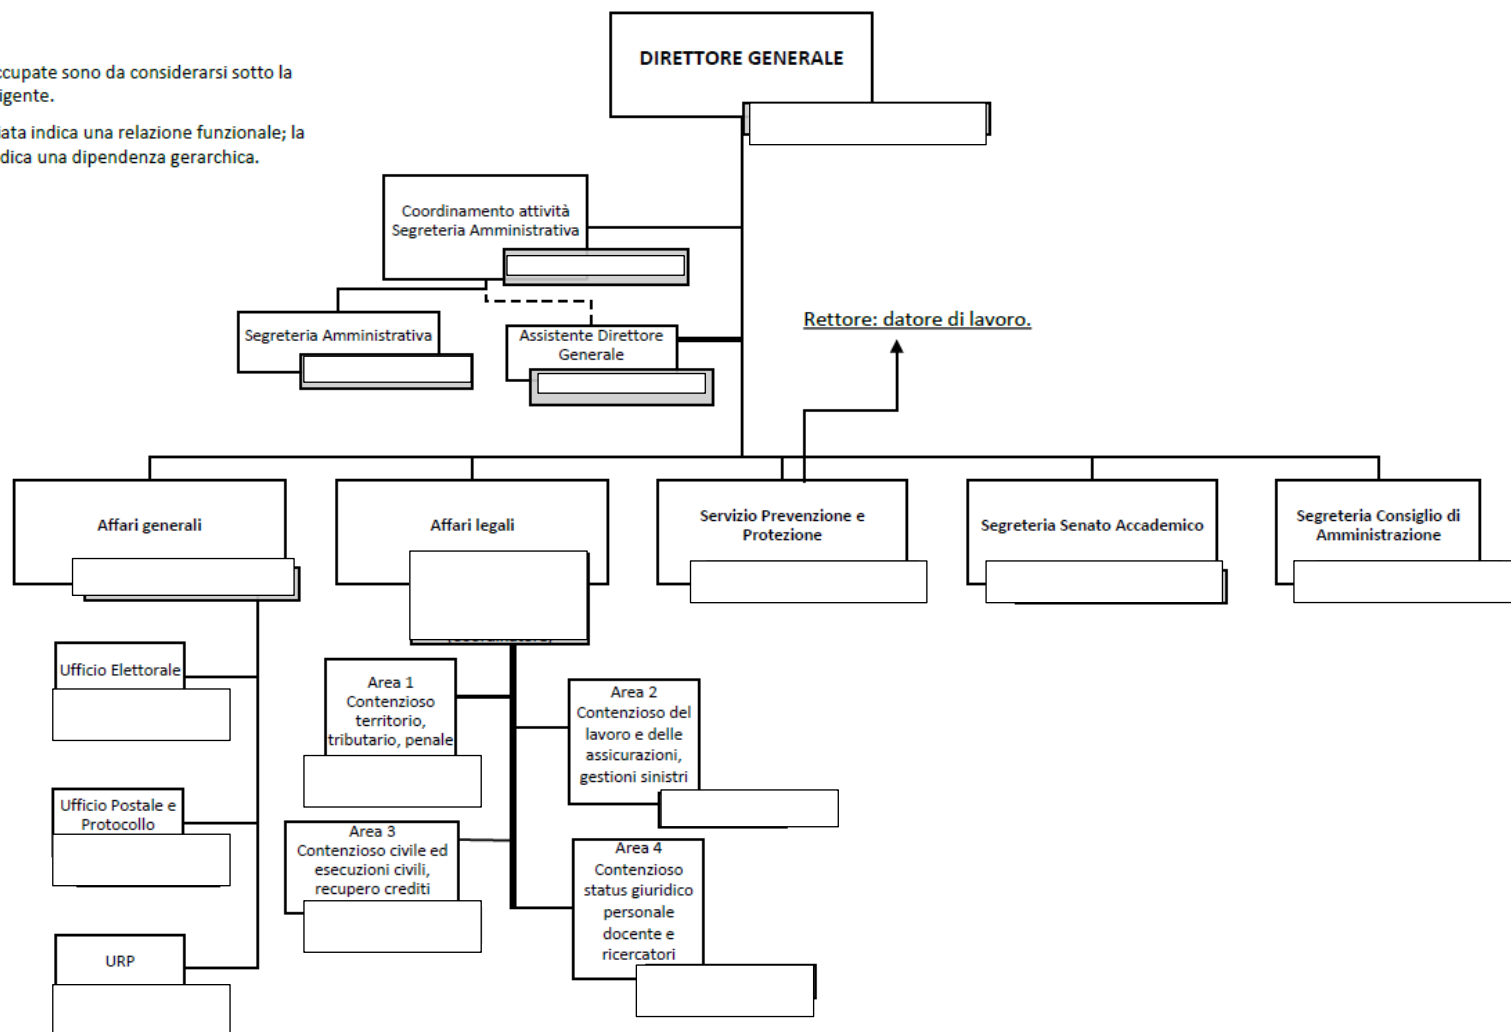 DIRETTORE GENERALE
ccupate sono da considerarsi sotto la
igente.
iata indica una relazione funzionale; la
dica una dipendenza gerarchica.
Coordinamento attività
Segreteria Amministrativa
Segreteria Amministrativa
Assistente Direttore
Generale
Rettore: datore di lavoro.
Affari generali
Affari legali
Servizio Prevenzione e
Protezione
Segreteria Senato Accademico
Segreteria Consiglio di
Amministrazione
Ufficio Elettorale
Area 1
Contenzioso
territorio,
tributario, penale
Area 2
Contenzioso del
lavoro e delle
assicurazioni,
gestioni sinistri
Ufficio Postale e
Protocollo
Area 3
Contenzioso civile ed
esecuzioni civili,
recupero crediti
Area 4
Contenzioso
status giuridico
personale
docente e
ricercatori
URP